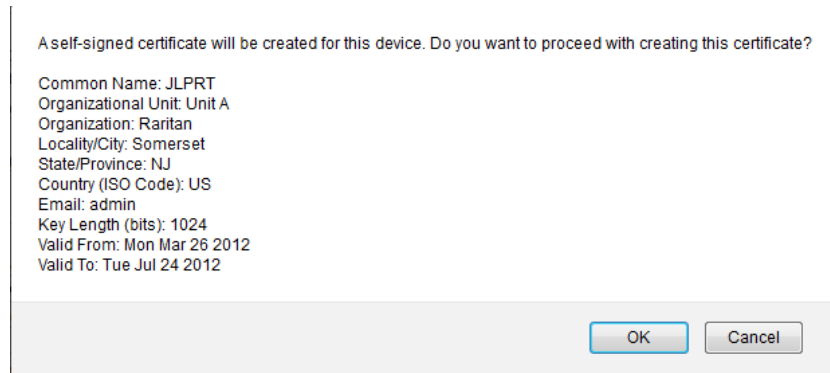 A self-signed certificate will be created for this device. Do you want to proceed with creating this certificate?
Common Name: JLPRT
Organizational Unit: Unit A
Organization: Raritan
Locality/City: Somerset
State/Province: NJ
Country (ISO Code): US
Email: admin
Key Length (bits): 1024
Valid From: Mon Mar 26 2012
Valid To: Tue Jul 24 2012
OK Cancel